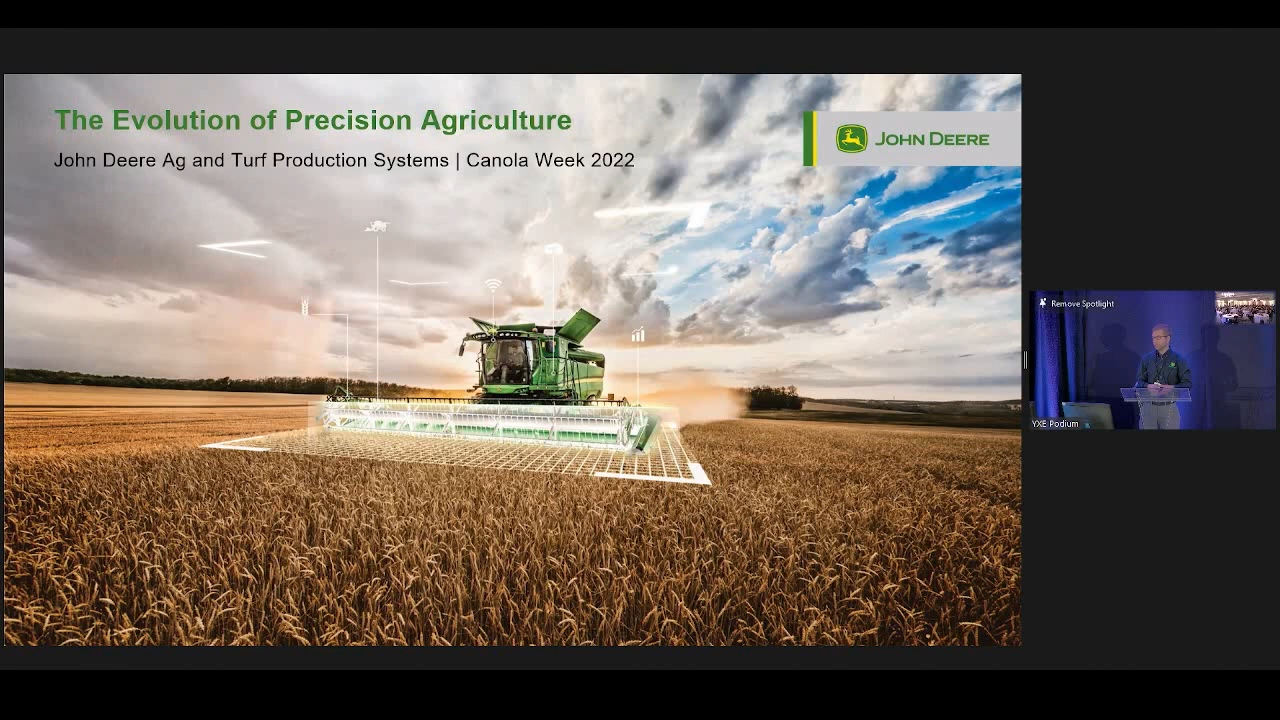 The Evolution of Precision Agriculture
John Deere Ag and Turf Production Systems | Canola Week 2022
JOHN DEERE
Remove Spotlight
YXE Podium